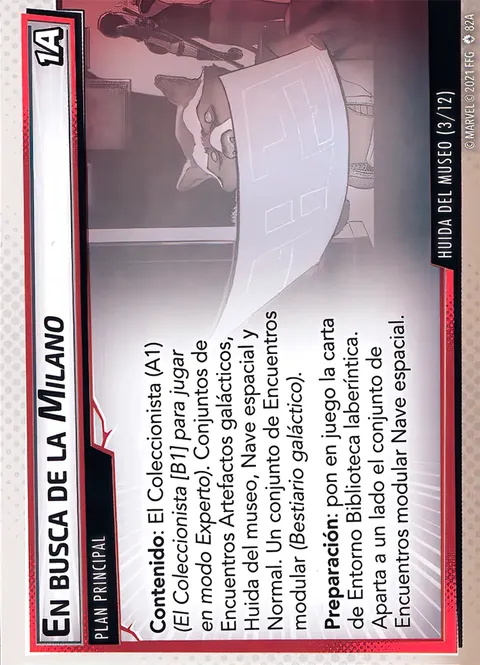 EN BUSCA DE LA MILANO
1A
PLAN PRINCIPAL
Contenido: El Coleccionista (A1)
(El Coleccionista [B1] para jugar
en modo Experto). Conjuntos de
Encuentros Artefactos galácticos,
Huida del museo, Nave espacial y
Normal. Un conjunto de Encuentros
modular (Bestiario galáctico).
Preparación: pon en juego la carta
de Entorno Biblioteca laberíntica.
Aparta a un lado el conjunto de
Encuentros modular Nave espacial.
HUIDA DEL MUSEO (3/12)
© MARVEL © 2021 FFG 82A